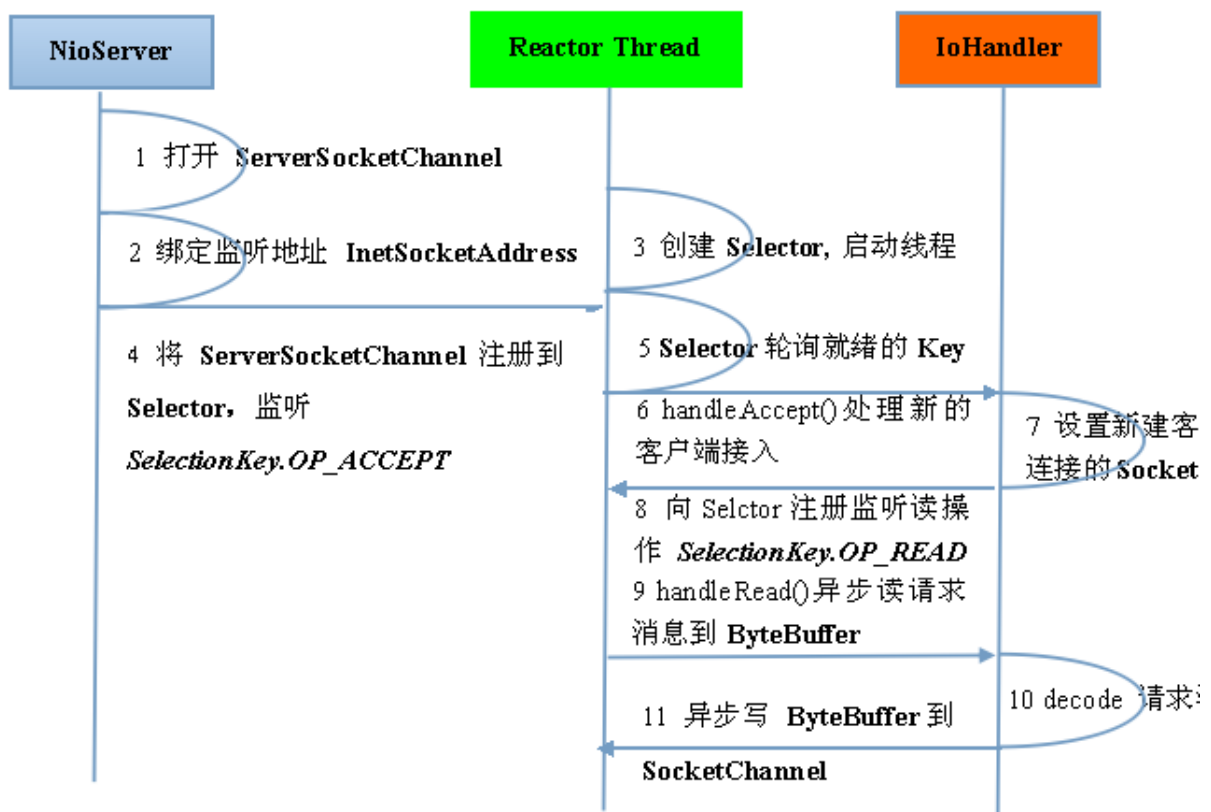 NioServer
Reactor Thread
IoHandler
1 打开 ServerSocketChannel
2 绑定监听地址 InetSocketAddress
3 创建 Selector, 启动线程
4 将 ServerSocketChannel 注册到
Selector，监听
SelectionKey.OP_ACCEPT
5 Selector 轮询就绪的 Key
6 handleAccept()处理新的
客户端接入
7 设置新建客
连接的 Socket
8 向 Selctor 注册监听读操
作 SelectionKey.OP_READ
9 handleRead()异步读请求
消息到 ByteBuffer
10 decode 请求
11 异步写 ByteBuffer 到
SocketChannel